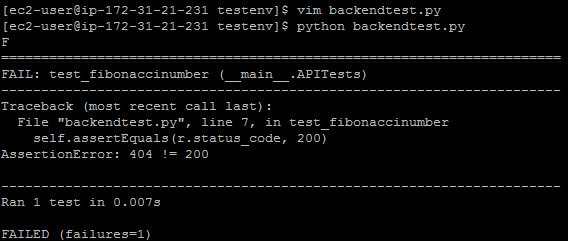 [ec2-user@ip-172-31-21-231 testenv]$ vim backendtest.py
[ec2-user@ip-172-31-21-231 testenv]$ python backendtest.py
F
======================================================================
FAIL: test_fibonaccinumber (__main__.APITests)
----------------------------------------------------------------------
Traceback (most recent call last):
  File "backendtest.py", line 7, in test_fibonaccinumber
    self.assertEquals(r.status_code, 200)
AssertionError: 404 != 200

----------------------------------------------------------------------
Ran 1 test in 0.007s

FAILED (failures=1)